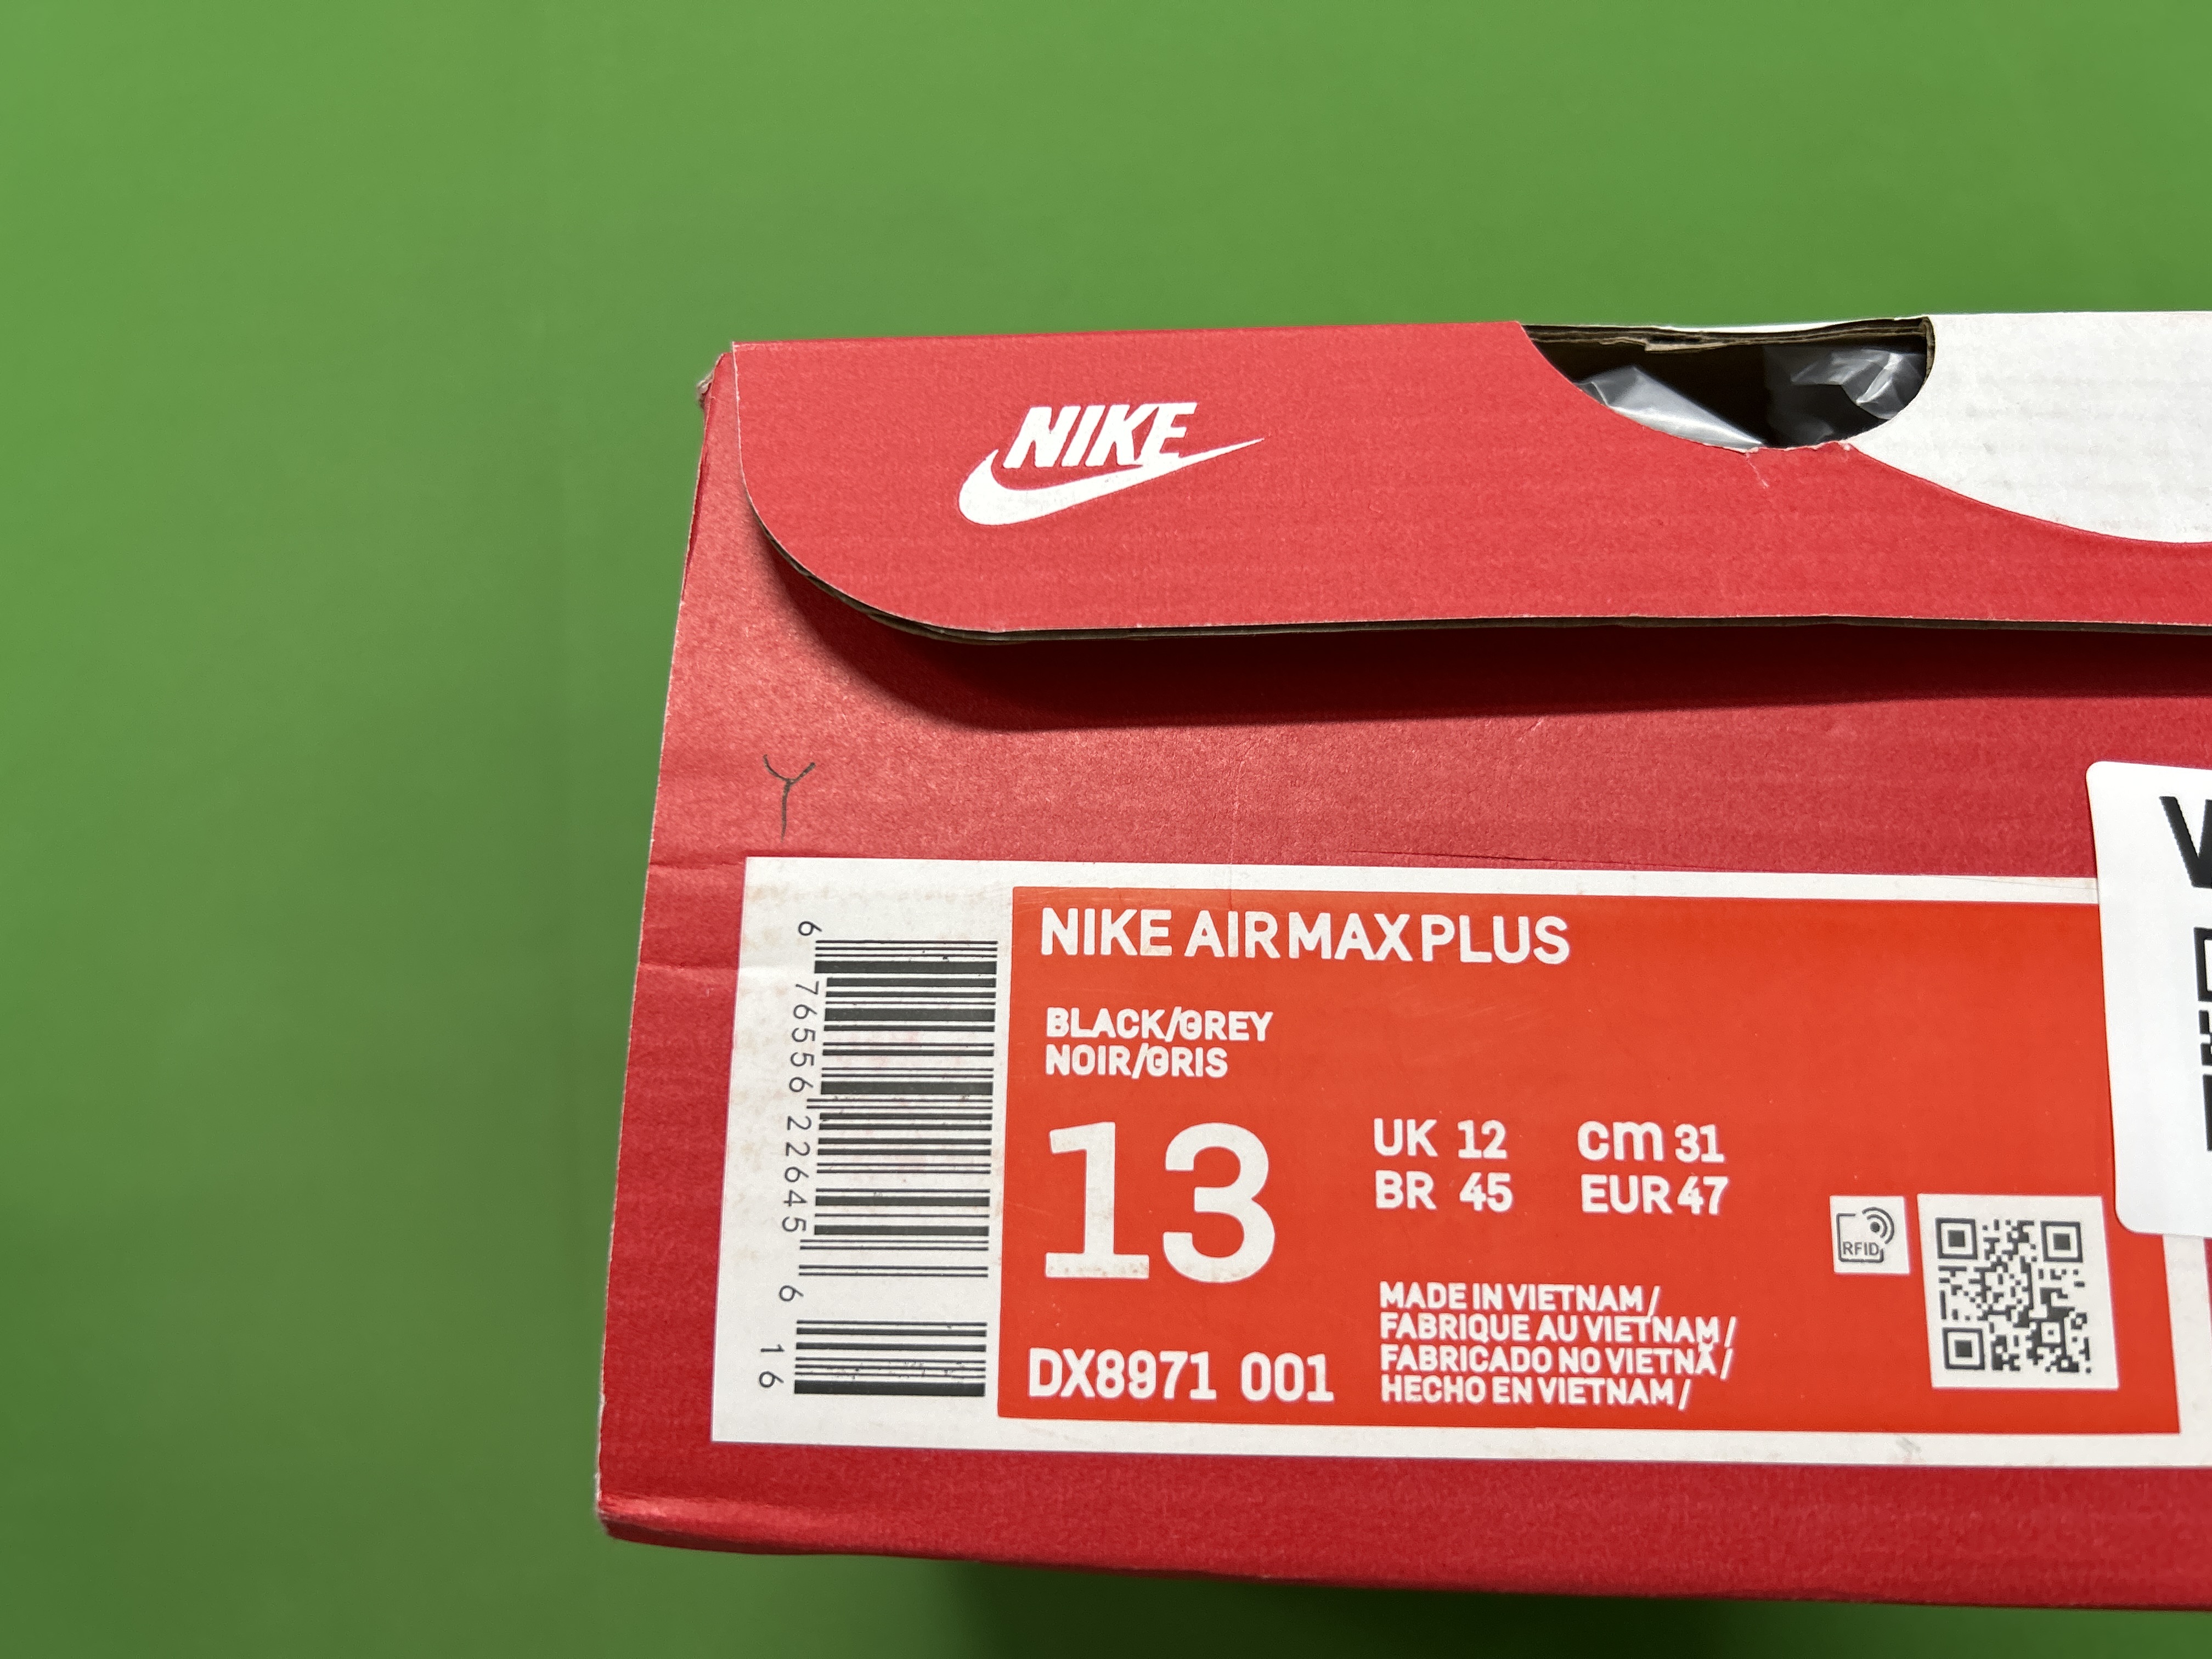 NIKE
Y
6 76556 22645 6 16
NIKE AIR MAX PLUS
BLACK/GREY
NOIR/GRIS
13
UK 12 cm 31
BR 45 EUR 47
MADE IN VIETNAM/
FABRIQUE AU VIETNAM/
FABRICADO NO VIETNÃ/
HECHO EN VIETNAM/
DX8971 001
RFID